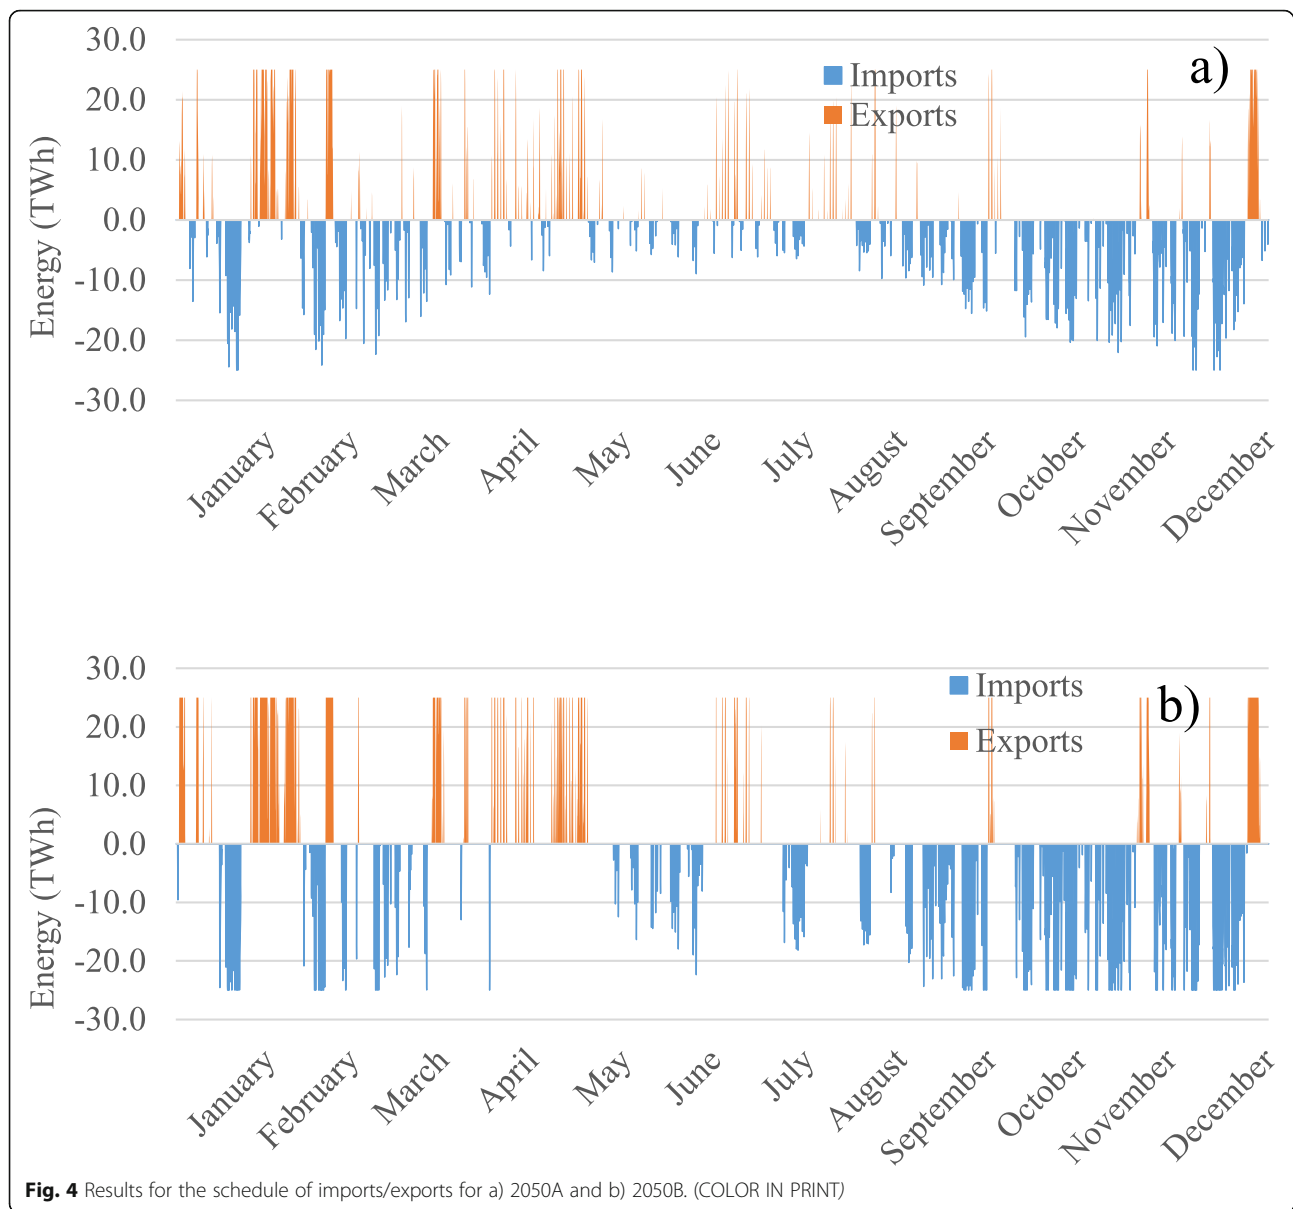 30.0
20.0
10.0
0.0
-10.0
-20.0
-30.0
Energy (TWh)
Imports
Exports
a)
January
February
March
April
May
June
July
August
September
October
November
December
30.0
20.0
10.0
0.0
-10.0
-20.0
-30.0
Energy (TWh)
Imports
Exports
b)
January
February
March
April
May
June
July
August
September
October
November
December
Fig. 4 Results for the schedule of imports/exports for a) 2050A and b) 2050B. (COLOR IN PRINT)